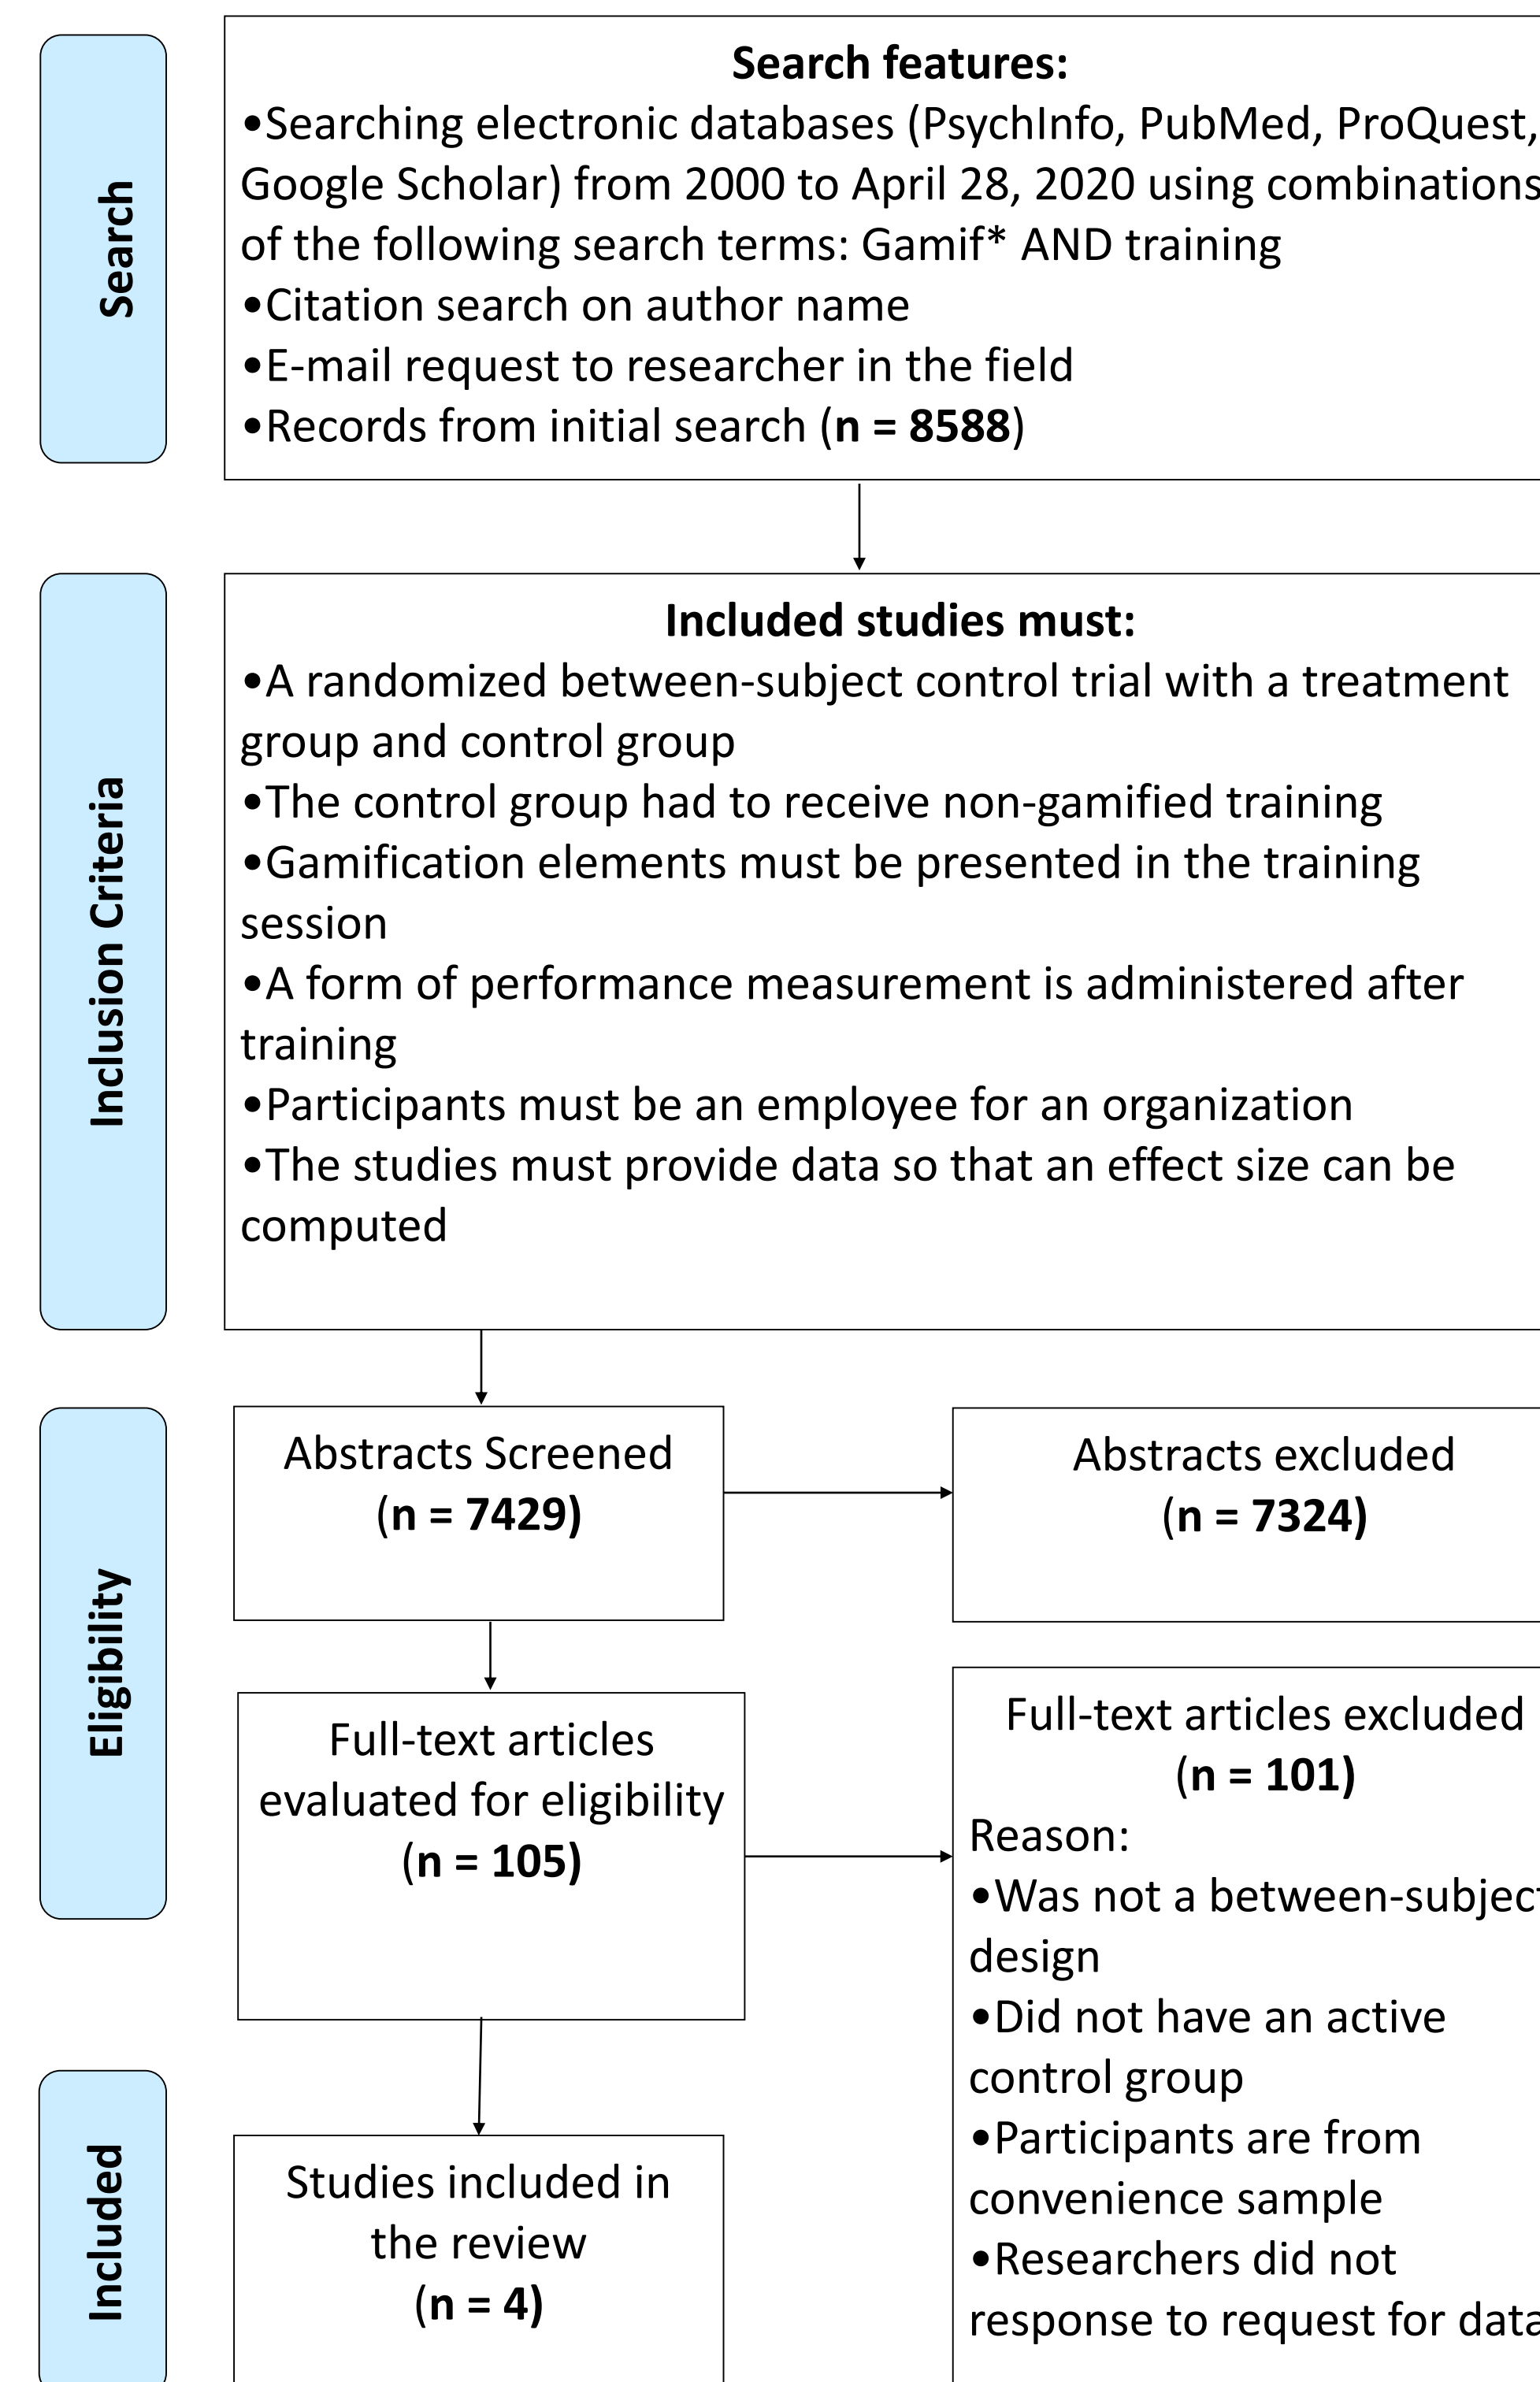 Search
Search features:
•Searching electronic databases (PsychInfo, PubMed, ProQuest,
Google Scholar) from 2000 to April 28, 2020 using combinations
of the following search terms: Gamif* AND training
•Citation search on author name
•E-mail request to researcher in the field
•Records from initial search (n = 8588)
Inclusion Criteria
Included studies must:
•A randomized between-subject control trial with a treatment
group and control group
•The control group had to receive non-gamified training
•Gamification elements must be presented in the training
session
•A form of performance measurement is administered after
training
•Participants must be an employee for an organization
•The studies must provide data so that an effect size can be
computed
Eligibility
Abstracts Screened
(n = 7429)
Abstracts excluded
(n = 7324)
Full-text articles
evaluated for eligibility
(n = 105)
Full-text articles excluded
(n = 101)
Reason:
•Was not a between-subject
design
•Did not have an active
control group
•Participants are from
convenience sample
•Researchers did not
response to request for data
Included
Studies included in
the review
(n = 4)